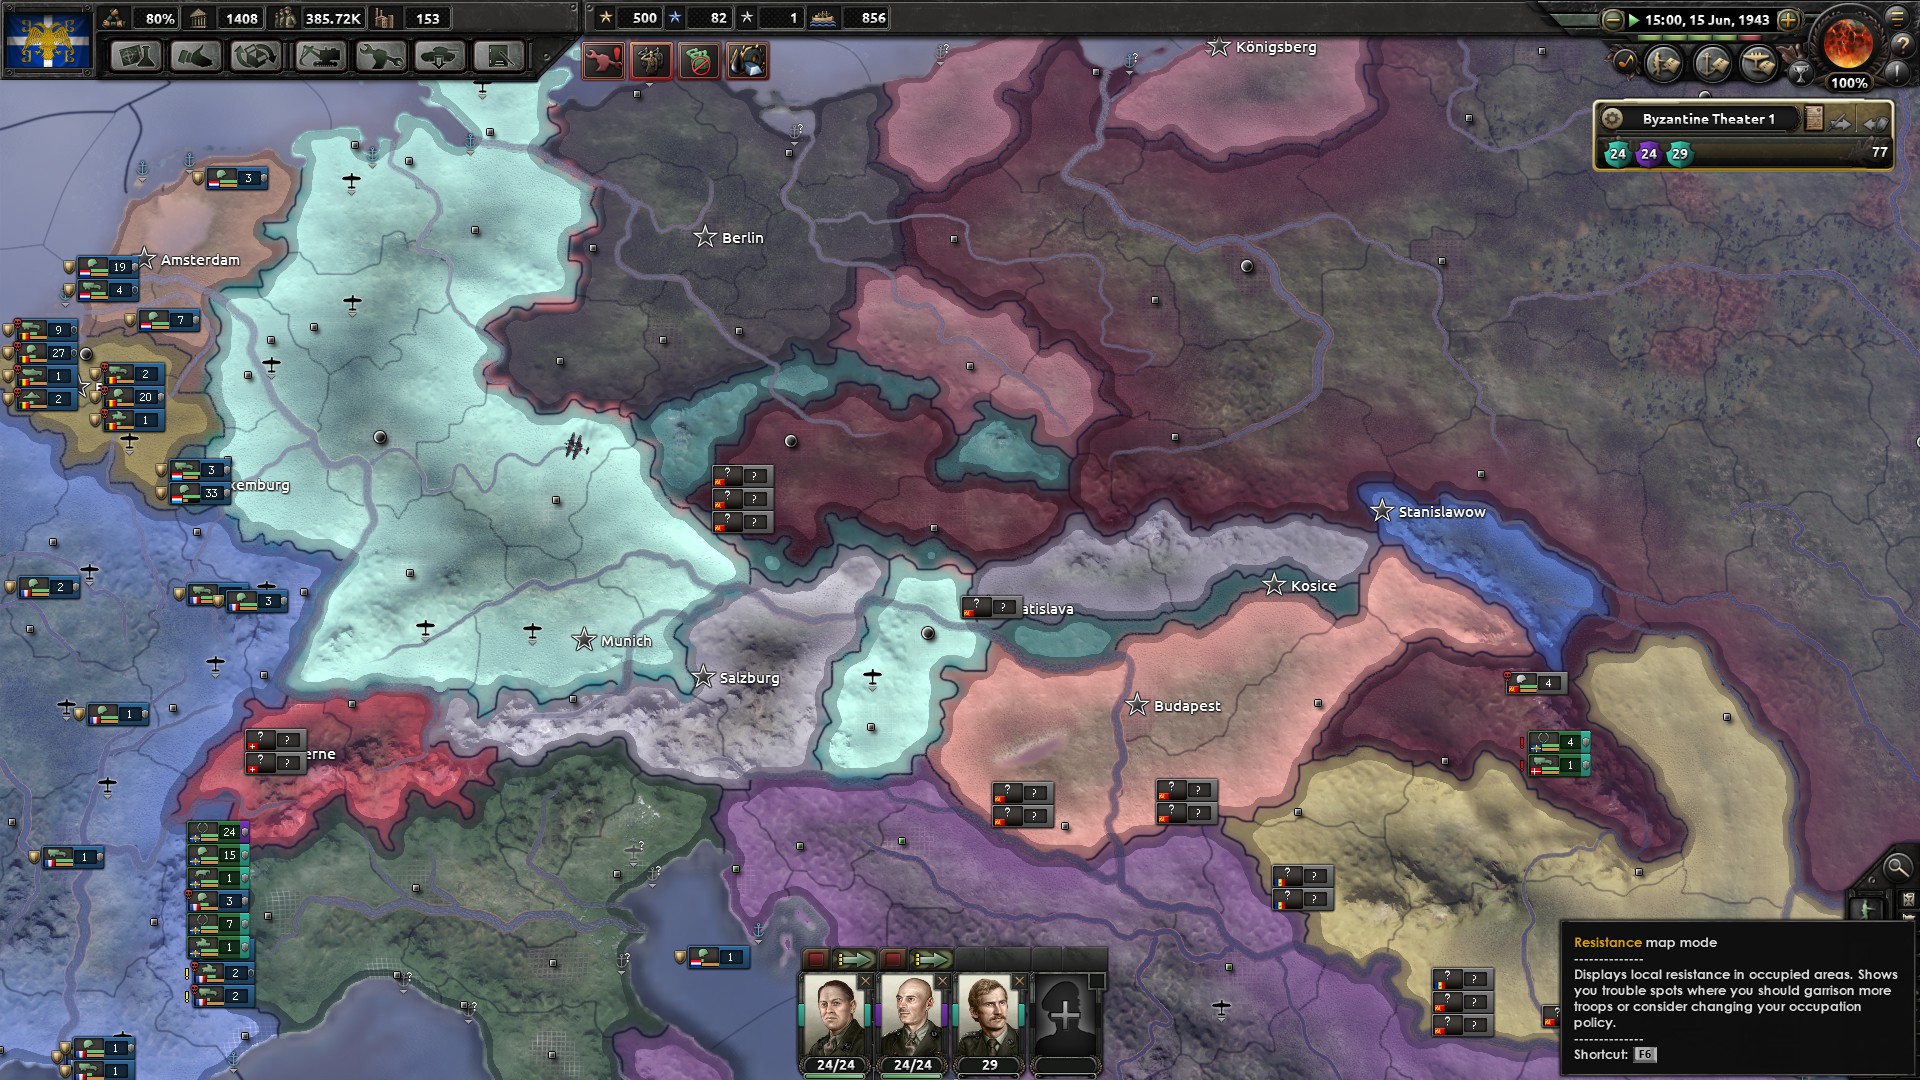 80%
1408
385.72K
153
500
82
1
856
15:00, 15 Jun, 1943
100%
Byzantine Theater 1
24
24
29
77
Königsberg
Berlin
Amsterdam
3
19
4
7
9
27
1
2
2
20
1
3
33
xemburg
Stanislawow
Kosice
atislava
2
3
Munich
Salzburg
Budapest
1
4
4
1
erne
24
15
1
3
7
1
2
2
1
1
1
1
24/24
24/24
29
Resistance map mode
--------------
Displays local resistance in occupied areas. Shows
you trouble spots where you should garrison more
troops or consider changing your occupation
policy.
--------------
Shortcut: F6